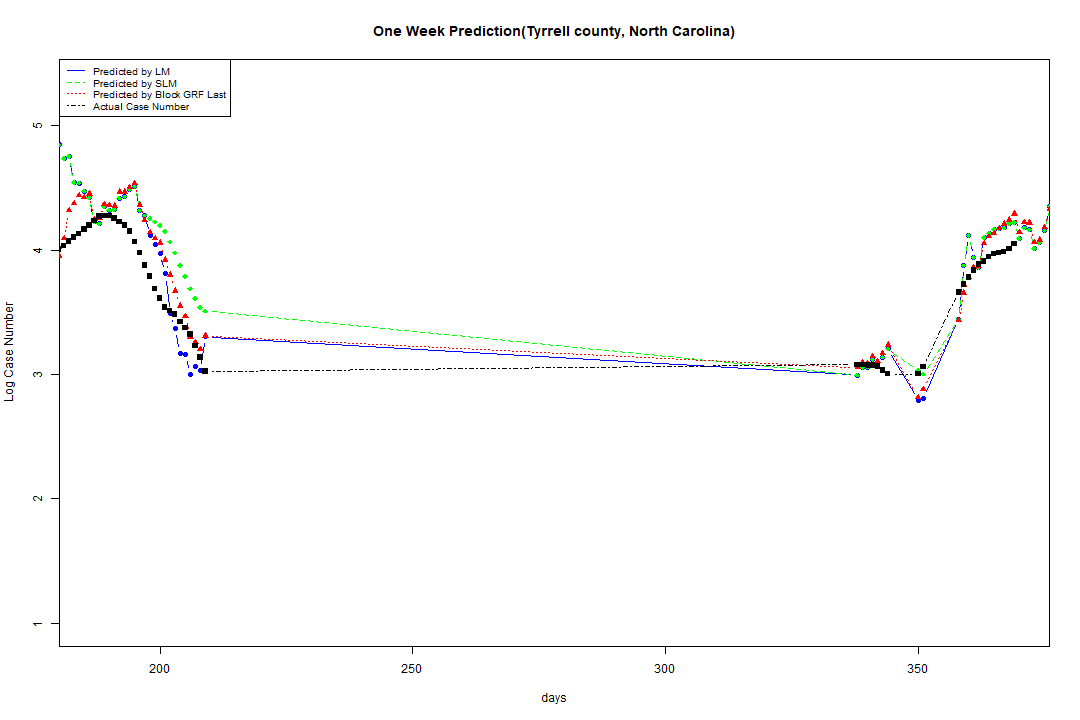 One Week Prediction(Tyrrell county, North Carolina)
Predicted by LM
Predicted by SLM
Predicted by Block GRF Last
Actual Case Number
5
4
3
2
1
Log Case Number
200
250
300
350
days